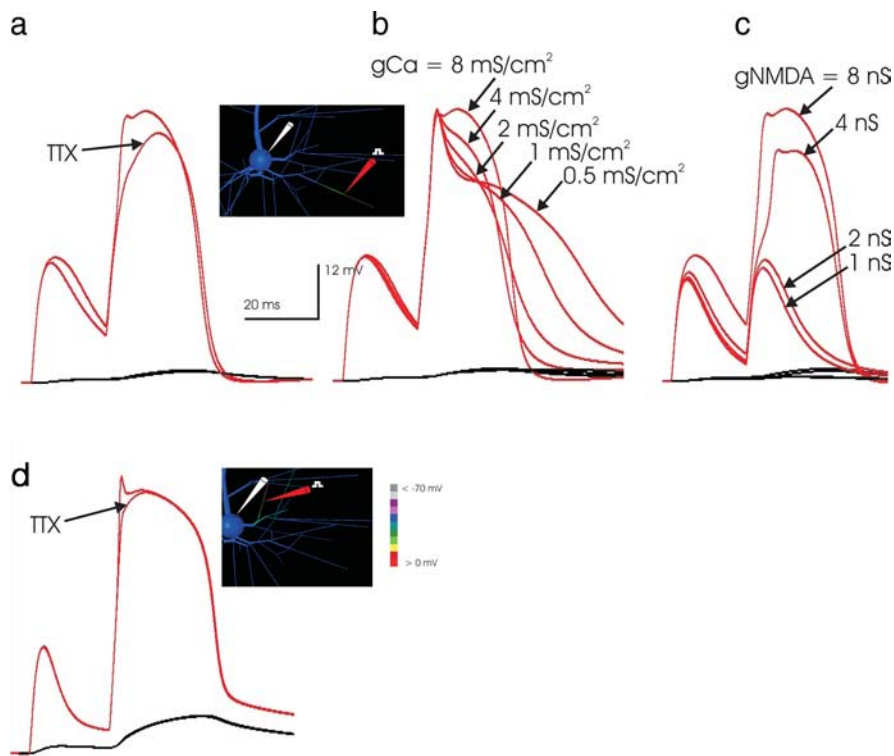 a
b
c
gCa = 8 mS/cm²
4 mS/cm²
2 mS/cm²
1 mS/cm²
0.5 mS/cm²
gNMDA = 8 nS
4 nS
2 nS
1 nS
TTX
12 mV
20 ms
d
TTX
< -70 mV
> 0 mV